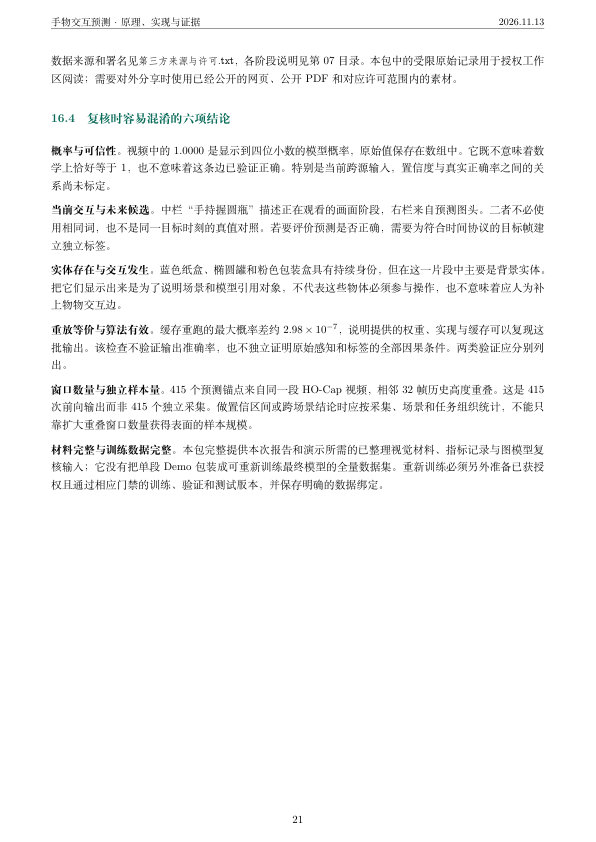 手物交互预测 · 原理、实现与证据 2026.11.13
数据来源和署名见第三方来源与许可.txt，各阶段说明见第 07 目录。本包中的受限原始记录用于授权工作
区阅读；需要对外分享时使用已经公开的网页、公开 PDF 和对应许可范围内的素材。
16.4 复核时容易混淆的六项结论
概率与可信性。视频中的 1.0000 是显示到四位小数的模型概率，原始值保存在数组中。它既不意味着数
学上恰好等于 1，也不意味着这条边已验证正确。特别是当前跨源输入，置信度与真实正确率之间的关
系尚未标定。
当前交互与未来候选。中栏“手持握圆瓶”描述正在观看的画面阶段，右栏来自预测图头。二者不必使
用相同词，也不是同一目标时刻的真值对照。若要评价预测是否正确，需要为符合时间协议的目标帧建
立独立标签。
实体存在与交互发生。蓝色纸盒、椭圆罐和粉色包装盒具有持续身份，但在这一片段中主要是背景实体。
把它们显示出来是为了说明场景和模型引用对象，不代表这些物体必须参与操作，也不意味着应人为补
上物物交互边。
重放等价与算法有效。缓存重跑的最大概率差约 2.98 × 10⁻⁷，说明提供的权重、实现与缓存可以复现这
批输出。该检查不验证输出准确率，也不独立证明原始感知和标签的全部因果条件。两类验证应分别列
出。
窗口数量与独立样本量。415 个预测锚点来自同一段 HO-Cap 视频，相邻 32 帧历史高度重叠。这是 415
次前向输出而非 415 个独立采集。做置信区间或跨场景结论时应按采集、场景和任务组织统计，不能只
靠扩大重叠窗口数量获得表面的样本规模。
材料完整与训练数据完整。本包完整提供本次报告和演示所需的已整理视觉材料、指标记录与图模型复
核输入；它没有把单段 Demo 包装成可重新训练最终模型的全量数据集。重新训练必须另外准备已获授
权且通过相应门禁的训练、验证和测试版本，并保存明确的数据绑定。
21